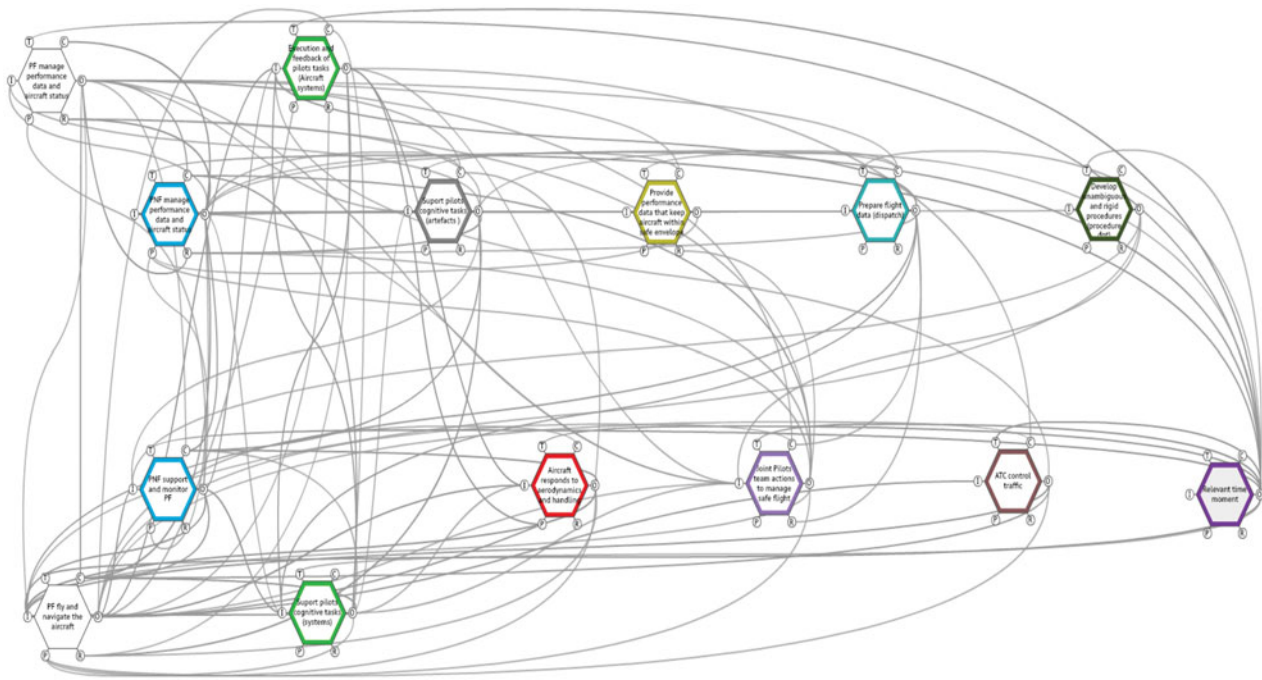 T C
PF manage
performance
data and
aircraft status
I O
P R
T C
Execution and
feedback of
pilots tasks
(Aircraft
systems)
I O
P R
T C
PNF manage
performance
data and
aircraft status
I O
P R
T C
Suport pilots
cognitive tasks
(artefacts )
I O
P R
T C
Provide
performance
data that keep
aircraft within
safe envelope
I O
P R
T C
Prepare flight
data (dispatch)
I O
P R
T C
Develop
unambiguous
and rigid
procedures
(procedure
I O
P R
T C
PNF support
and monitor
PF
I O
P R
T C
Aircraft
responds to
aerodynamics
and handling
I O
P R
T C
Joint Pilots
team actions
to manage
safe flight
I O
P R
T C
ATC control
traffic
I O
P R
T C
Relevant time
moment
I O
P R
T C
PF fly and
navigate the
aircraft
I O
P R
T C
Suport pilots
cognitive tasks
(systems)
I O
P R